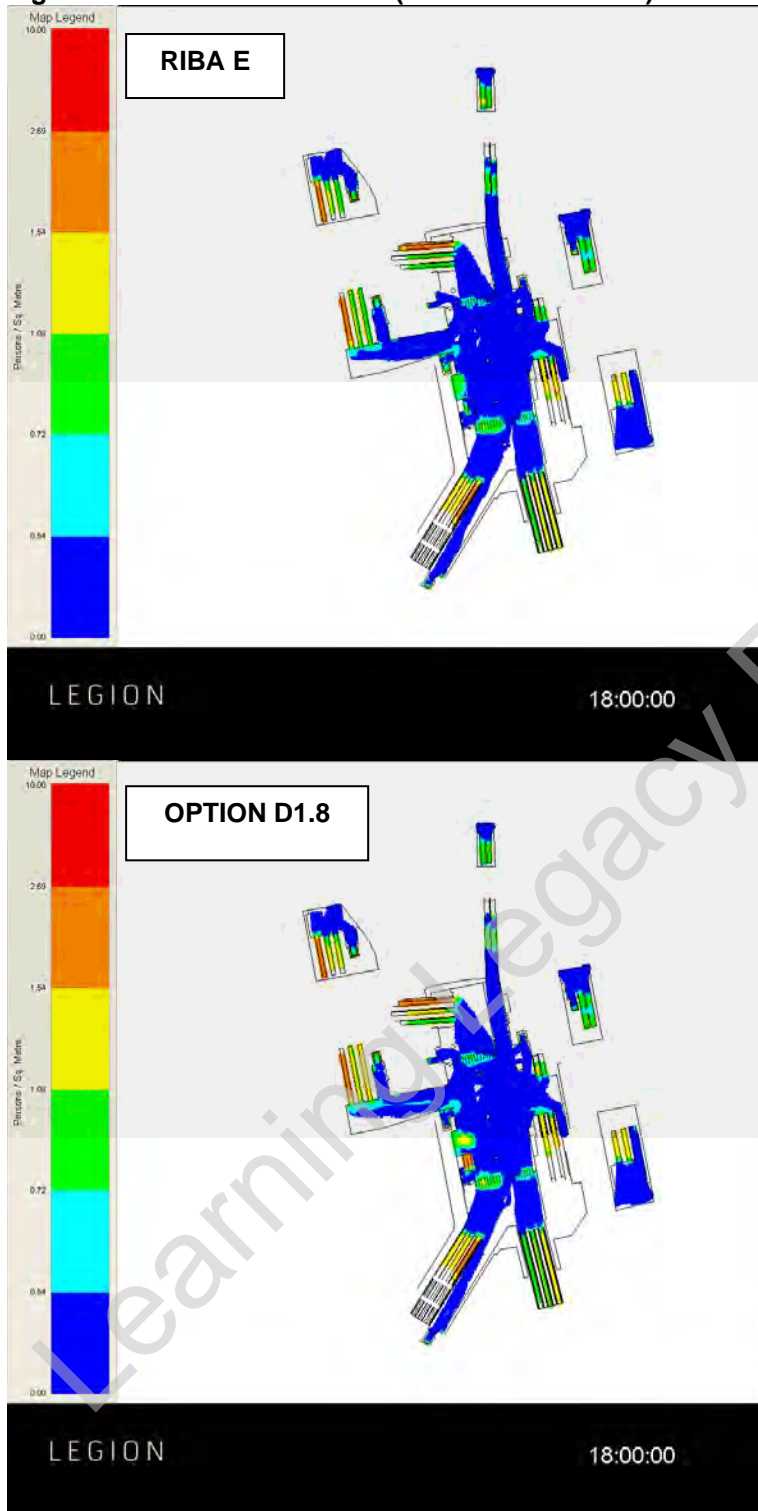 Map Legend
10.00
RIBA E
2.69
1.54
Persons / Sq. Metre.
1.08
0.72
0.54
0.00
LEGION 18:00:00
Map Legend
10.00
OPTION D1.8
2.69
1.54
Persons / Sq. Metre.
1.08
0.72
0.54
0.00
LEGION 18:00:00
Learning Legacy